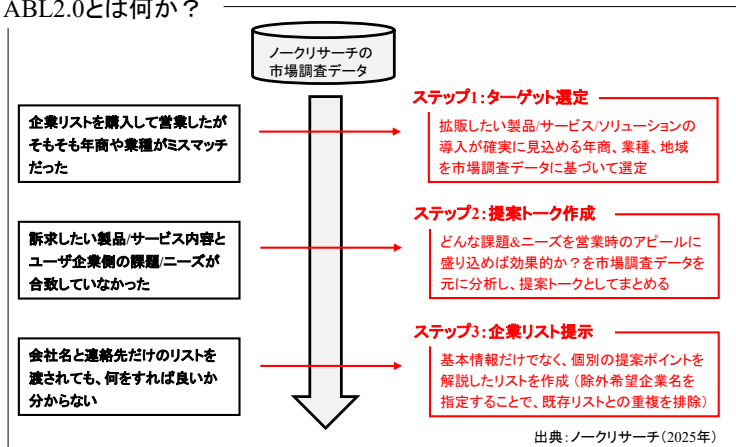 ABL2.0とは何か？
ノークリサーチの
市場調査データ
企業リストを購入して営業したが
そもそも年商や業種がミスマッチ
だった
ステップ1：ターゲット選定
拡販したい製品/サービス/ソリューションの
導入が確実に見込める年商、業種、地域
を市場調査データに基づいて選定
訴求したい製品/サービス内容と
ユーザ企業側の課題/ニーズが
合致していなかった
ステップ2：提案トーク作成
どんな課題&ニーズを営業時のアピールに
盛り込めば効果的か？を市場調査データを
元に分析し、提案トークとしてまとめる
会社名と連絡先だけのリストを
渡されても、何をすれば良いか
分からない
ステップ3：企業リスト提示
基本情報だけでなく、個別の提案ポイントを
解説したリストを作成（除外希望企業名を
指定することで、既存リストとの重複を排除）
出典：ノークリサーチ（2025年）